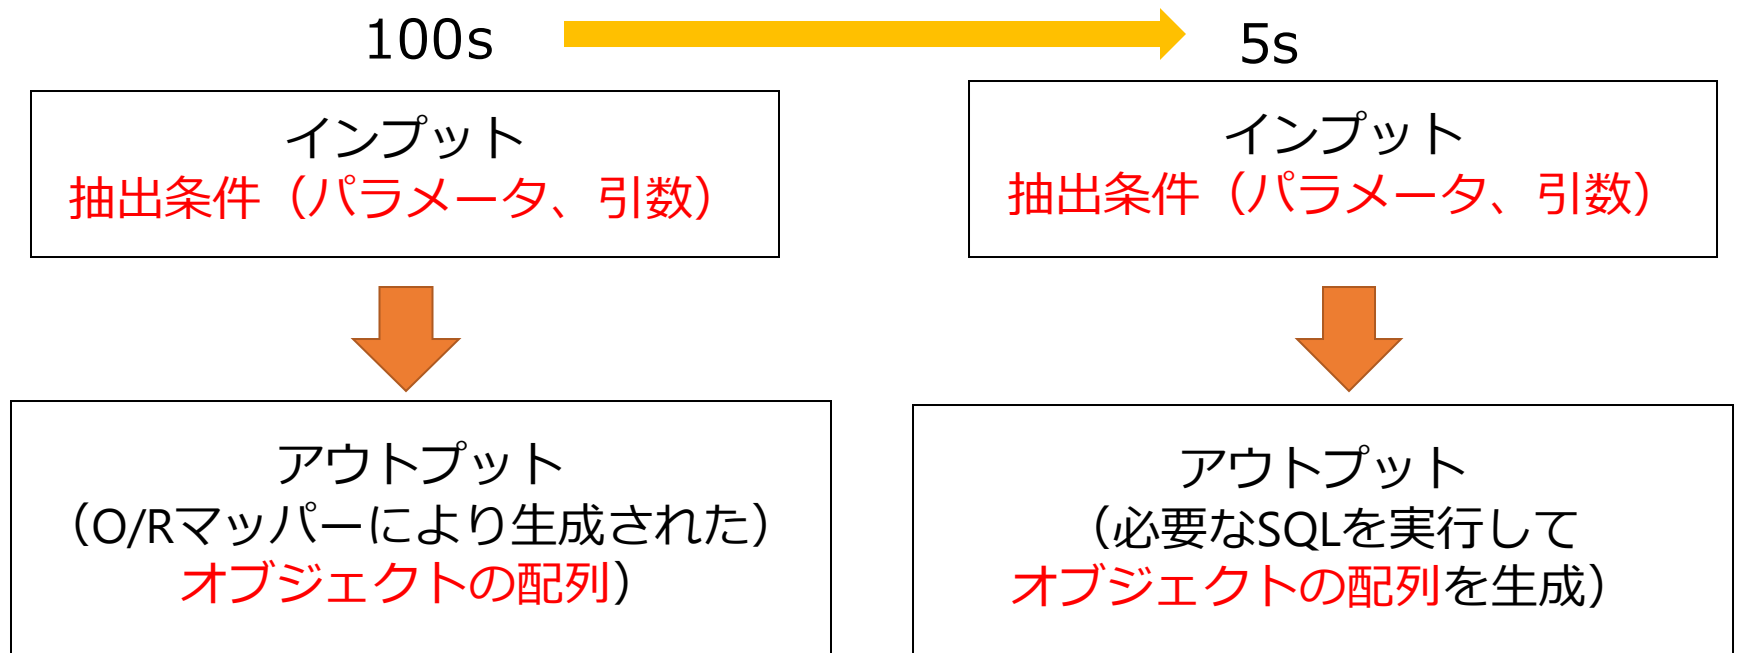 100s
5s
インプット
抽出条件（パラメータ、引数）
インプット
抽出条件（パラメータ、引数）
アウトプット
（O/Rマッパーにより生成された）
オブジェクトの配列）
アウトプット
（必要なSQLを実行して
オブジェクトの配列を生成）